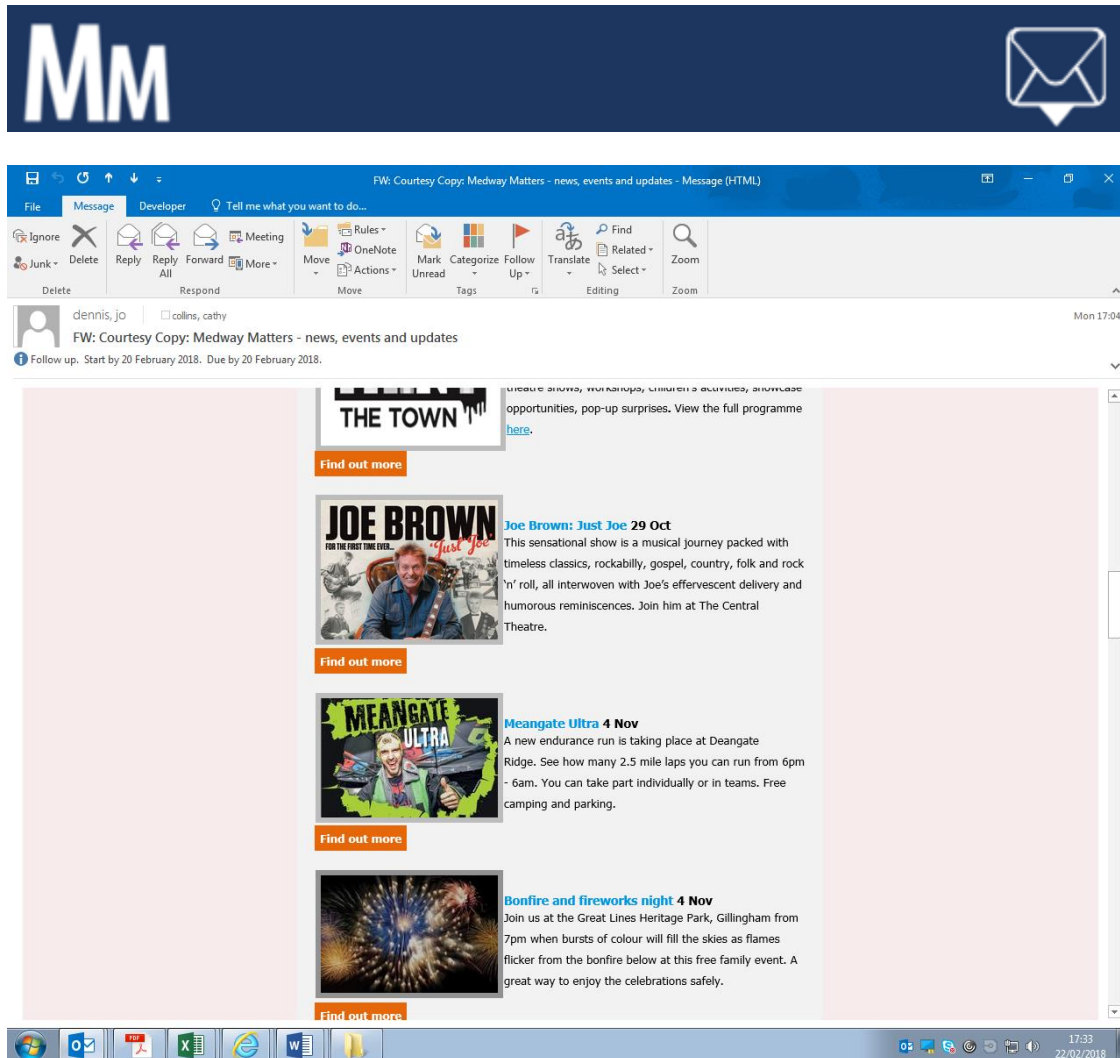 MM
FW: Courtesy Copy: Medway Matters - news, events and updates - Message (HTML)
File Message Developer Tell me what you want to do...
Ignore
Junk
Delete
Reply
Reply All
Forward
Meeting
More
Move
Rules
OneNote
Actions
Mark Unread
Categorize
Follow Up
Translate
Find
Related
Select
Zoom
Delete Respond Move Tags Editing Zoom
dennis, jo collins, cathy Mon 17:04
FW: Courtesy Copy: Medway Matters - news, events and updates
Follow up. Start by 20 February 2018. Due by 20 February 2018.
THE TOWN
theatre shows, workshops, children's activities, showcase
opportunities, pop-up surprises. View the full programme
here.
Find out more
JOE BROWN
FOR THE FIRST TIME EVER...
'Just Joe'
Joe Brown: Just Joe 29 Oct
This sensational show is a musical journey packed with
timeless classics, rockabilly, gospel, country, folk and rock
'n' roll, all interwoven with Joe's effervescent delivery and
humorous reminiscences. Join him at The Central
Theatre.
Find out more
MEANGATE
ULTRA
Meangate Ultra 4 Nov
A new endurance run is taking place at Deangate
Ridge. See how many 2.5 mile laps you can run from 6pm
- 6am. You can take part individually or in teams. Free
camping and parking.
Find out more
Bonfire and fireworks night 4 Nov
Join us at the Great Lines Heritage Park, Gillingham from
7pm when bursts of colour will fill the skies as flames
flicker from the bonfire below at this free family event. A
great way to enjoy the celebrations safely.
Find out more
17:33
22/02/2018